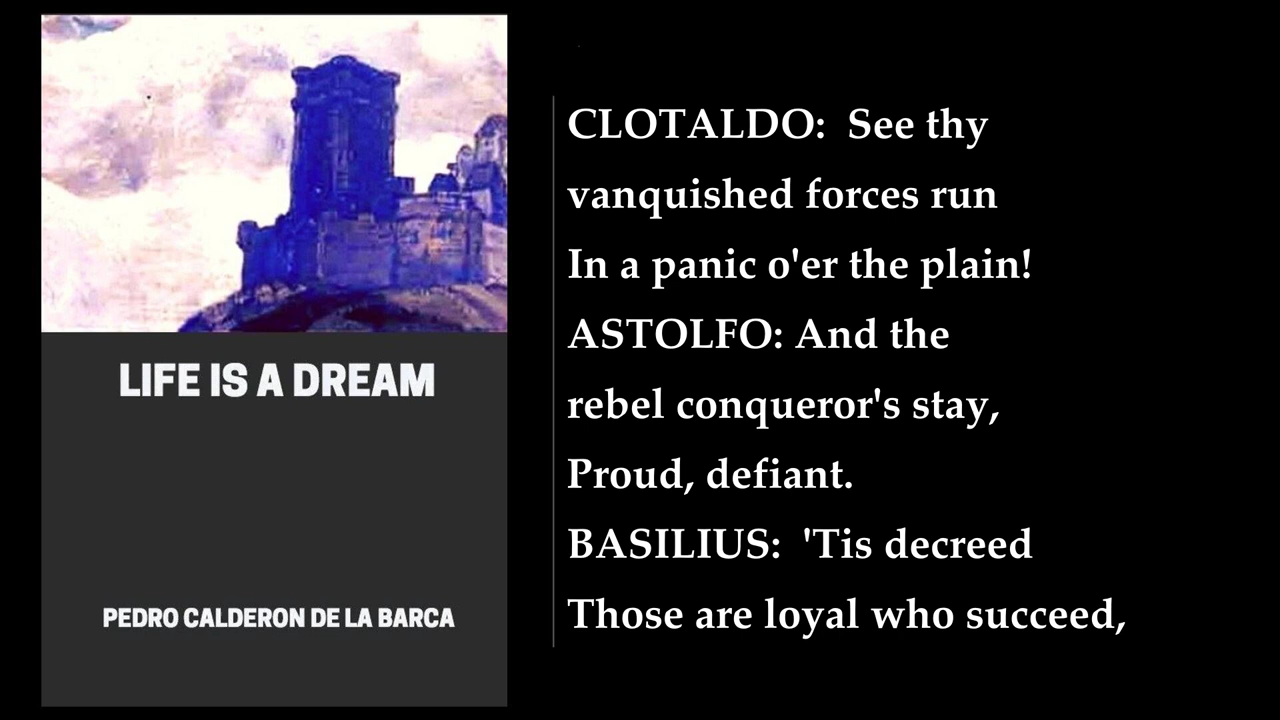 LIFE IS A DREAM
PEDRO CALDERON DE LA BARCA
CLOTALDO: See thy
vanquished forces run
In a panic o'er the plain!
ASTOLFO: And the
rebel conqueror's stay,
Proud, defiant.
BASILIUS: 'Tis decreed
Those are loyal who succeed,